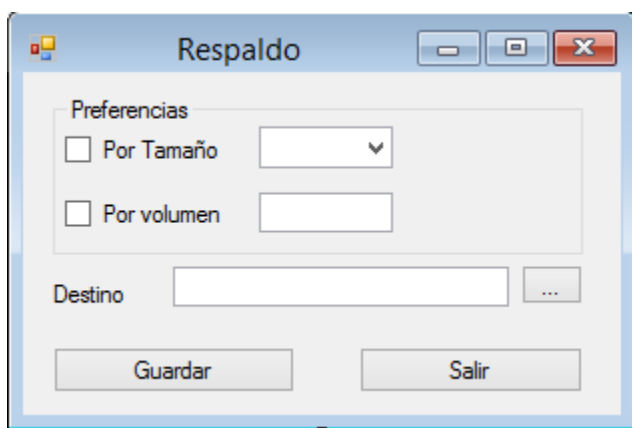 Respaldo
Preferencias
Por Tamaño
Por volumen
Destino
...
Guardar
Salir